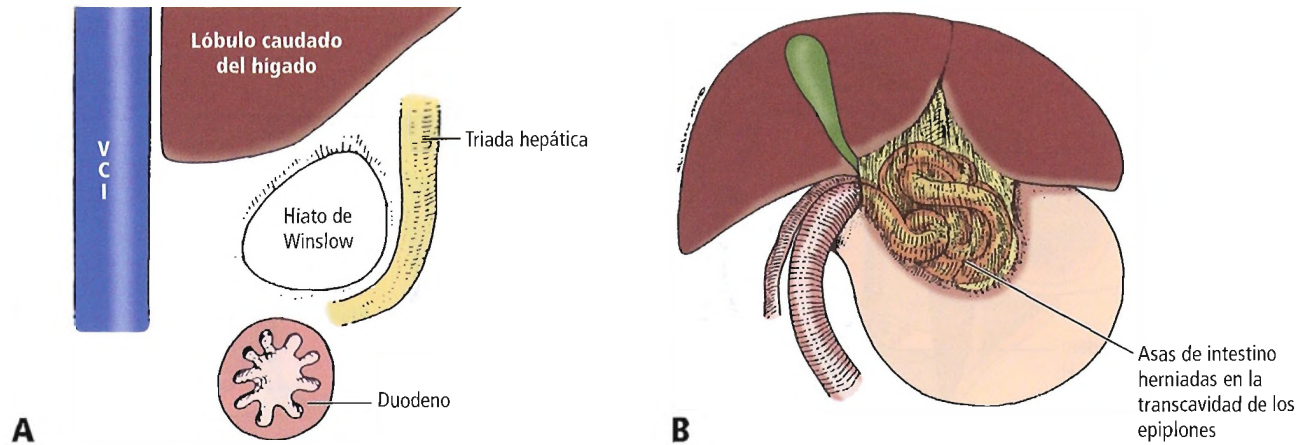 Lóbulo caudado
del hígado
V
C
I
Triada hepática
Hiato de
Winslow
Duodeno
A
Asas de intestino
herniadas en la
transcavidad de los
epiplones
B